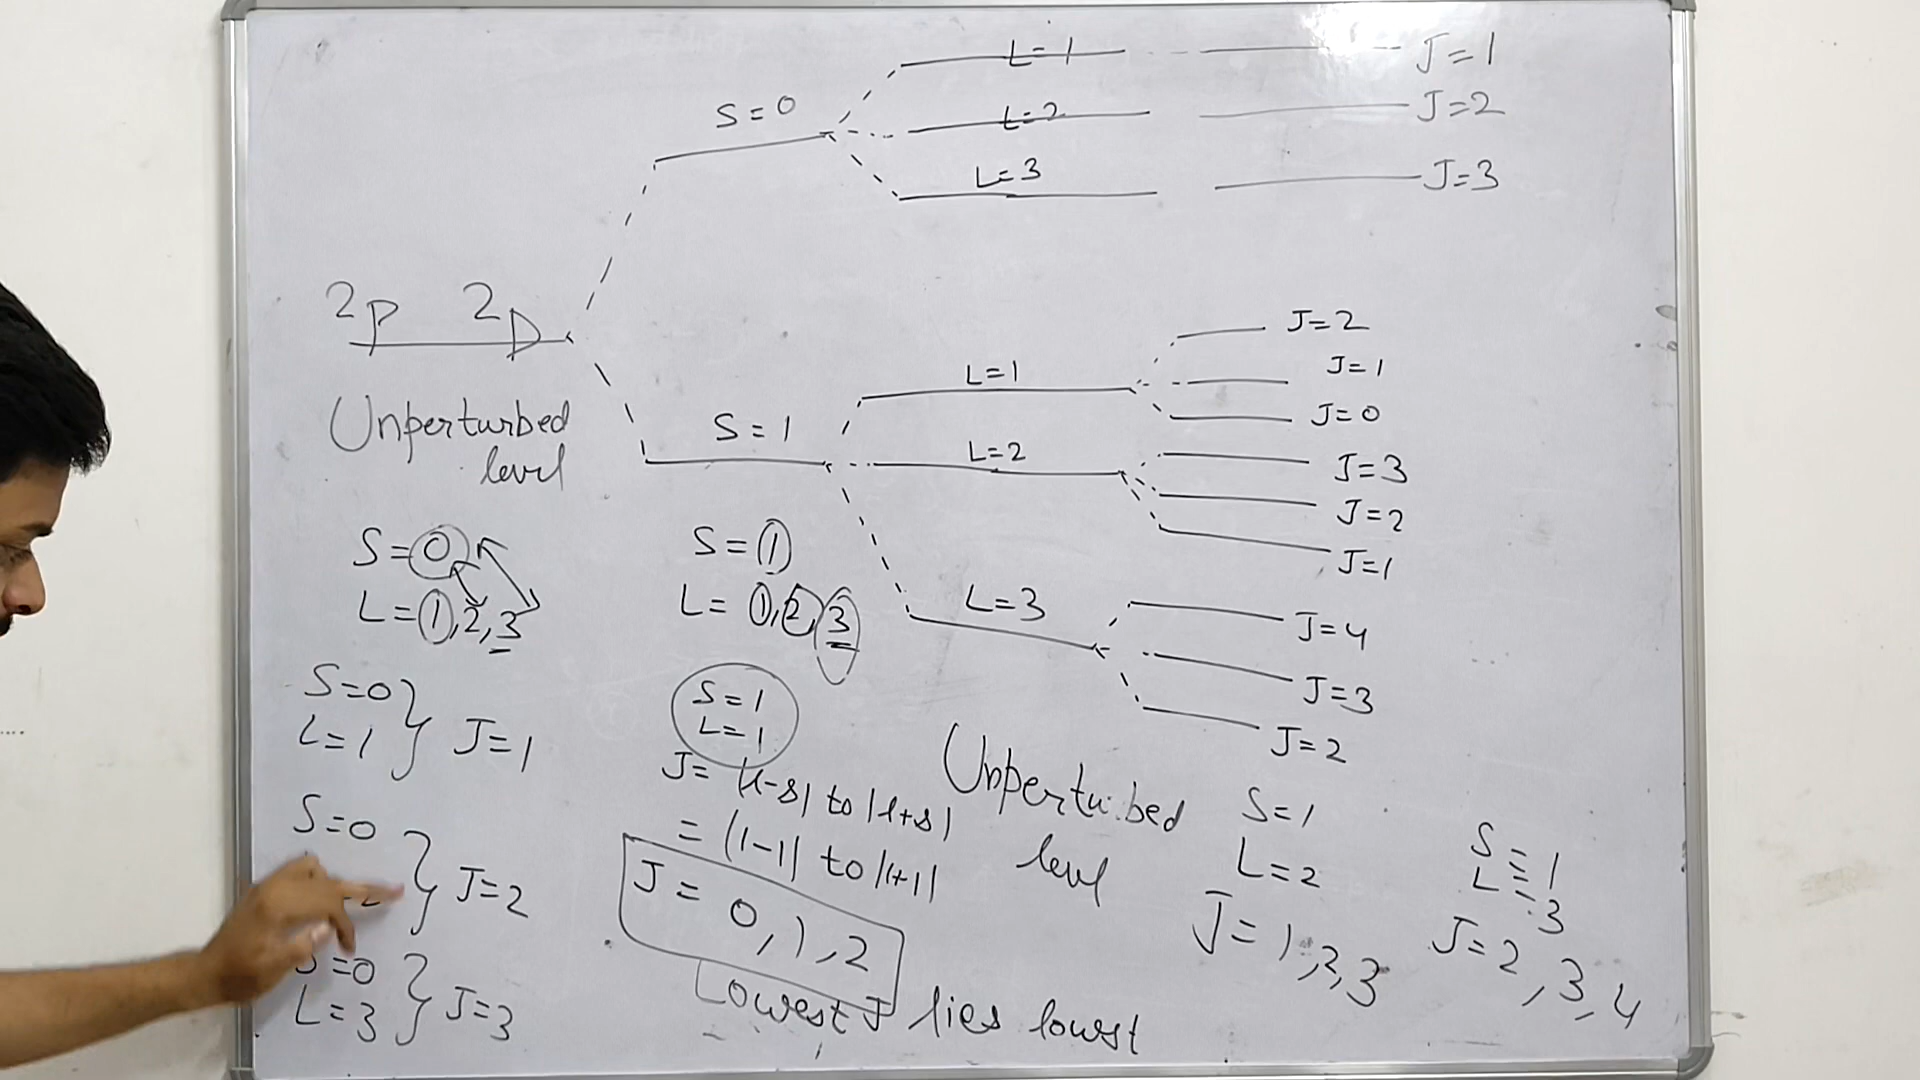 L=1
J=1
S=0
L=2
J=2
L=3
J=3
2p 2D
Unperturbed
level
S=1
L=1
J=2
J=1
J=0
L=2
J=3
J=2
J=1
L=3
J=4
J=3
J=2
S=0
L=1,2,3
S=1
L= 1,2,3
S=0
L=1
J=1
S=1
L=1
J= |l-s| to |l+s|
= |1-1| to |1+1|
J= 0,1,2
Lowest J lies lowest
S=0
J=2
S=0
L=3
J=3
Unperturbed
level
S=1
L=2
J=1,2,3
S=1
L=3
J=2,3,4